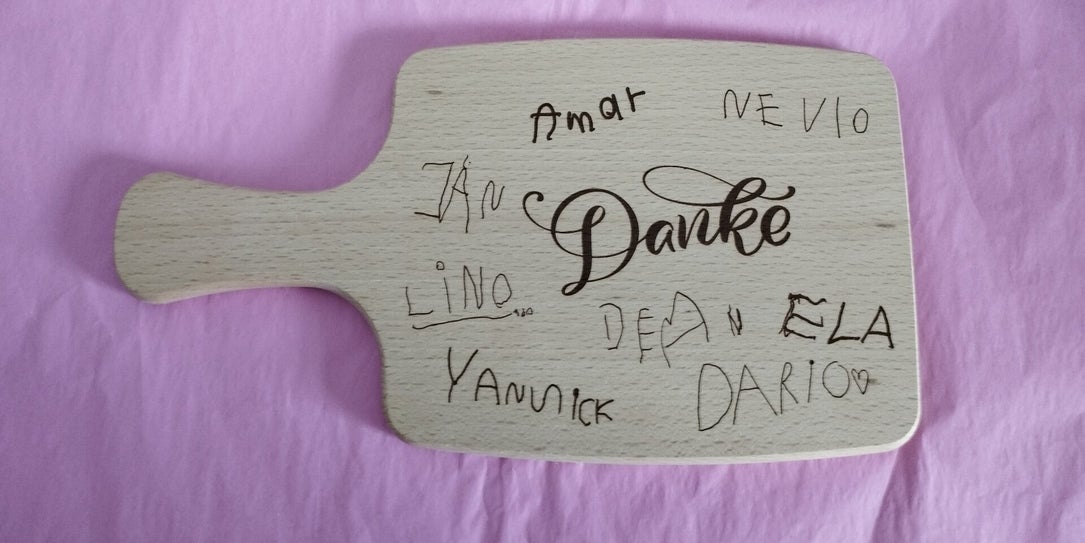 Amar
NEVIO
JAN
Danke
LiNO
DEAN
ELA
YANNICK
DARIO♡